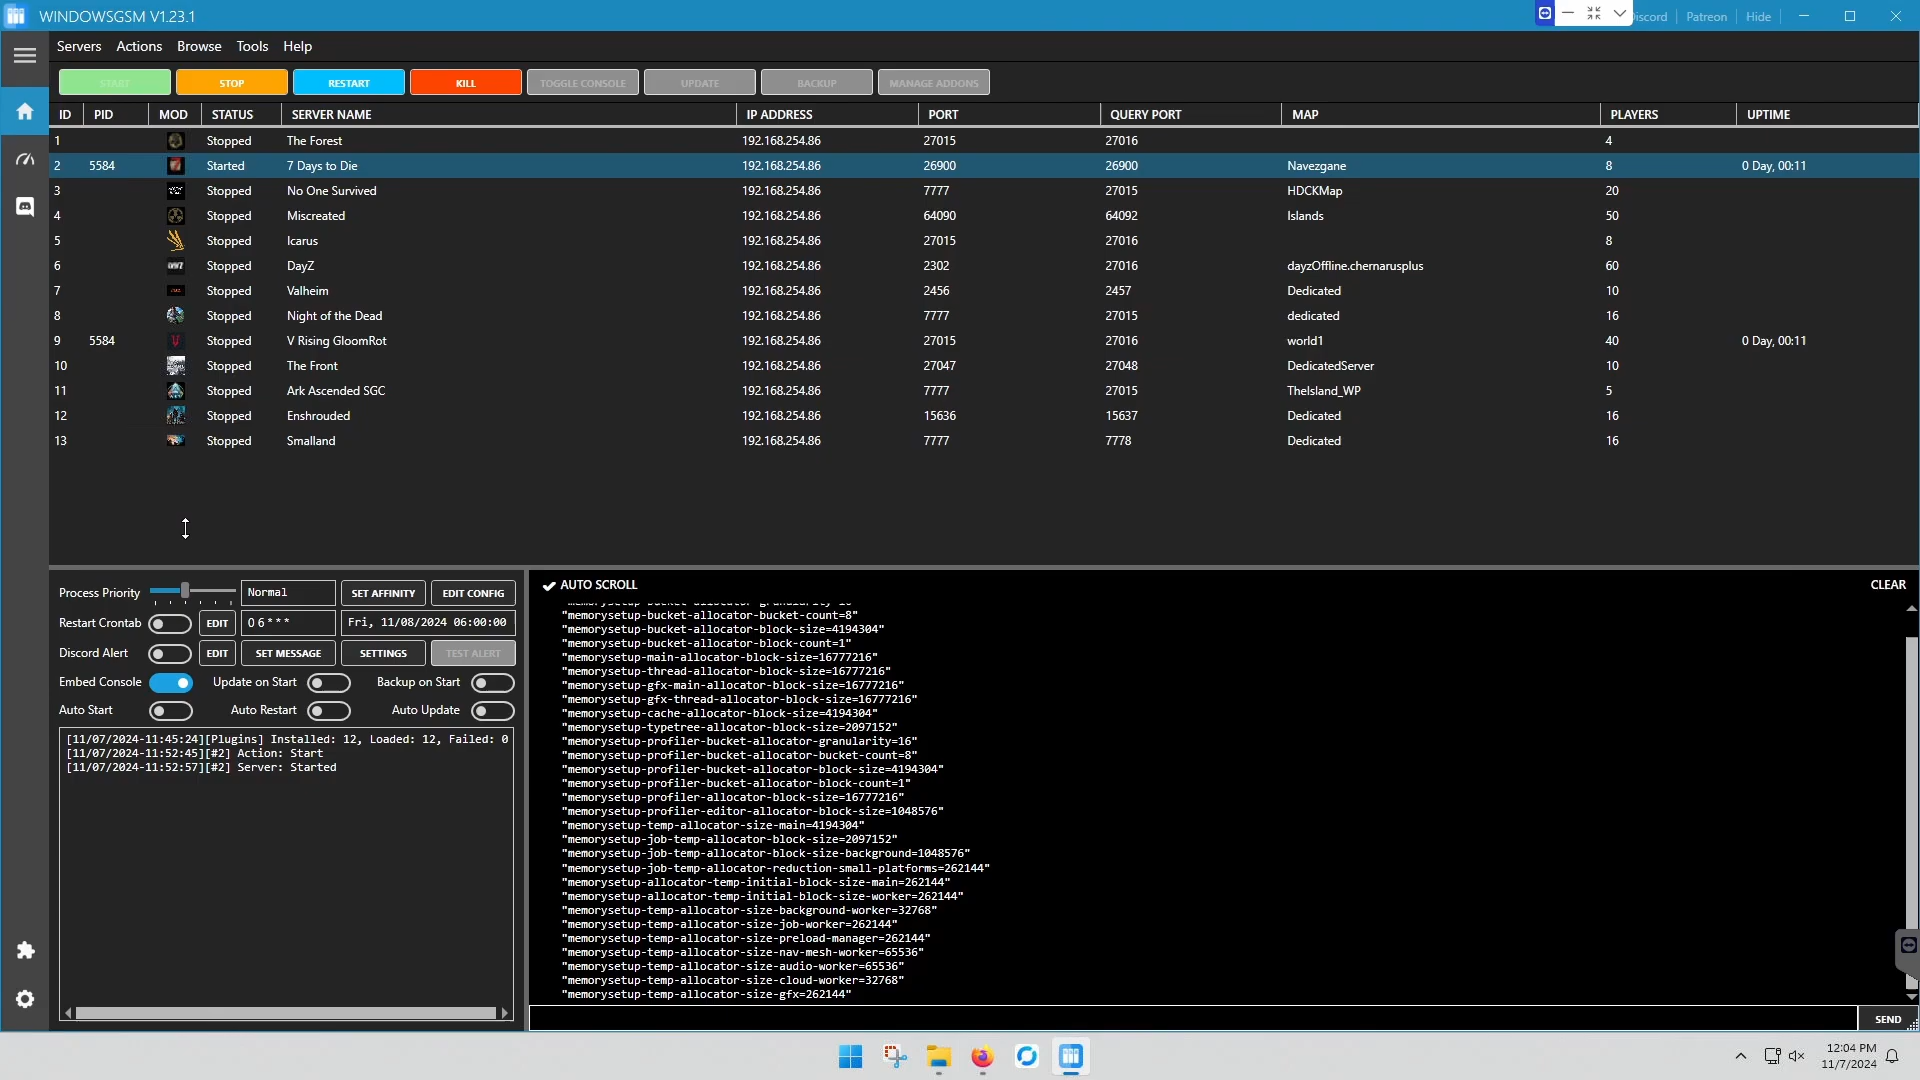 WINDOWSGSM V1.23.1
Discord Patreon Hide
Servers Actions Browse Tools Help
START STOP RESTART KILL TOGGLE CONSOLE UPDATE BACKUP MANAGE ADDONS
ID PID MOD STATUS SERVER NAME IP ADDRESS PORT QUERY PORT MAP PLAYERS UPTIME
1 Stopped The Forest 192.168.254.86 27015 27016 4
2 5584 Started 7 Days to Die 192.168.254.86 26900 26900 Navezgane 8 0 Day, 00:11
3 Stopped No One Survived 192.168.254.86 7777 27015 HDCKMap 20
4 Stopped Miscreated 192.168.254.86 64090 64092 Islands 50
5 Stopped Icarus 192.168.254.86 27015 27016 8
6 Stopped DayZ 192.168.254.86 2302 27016 dayzOffline.chernarusplus 60
7 Stopped Valheim 192.168.254.86 2456 2457 Dedicated 10
8 Stopped Night of the Dead 192.168.254.86 7777 27015 dedicated 16
9 5584 Stopped V Rising GloomRot 192.168.254.86 27015 27016 world1 40 0 Day, 00:11
10 Stopped The Front 192.168.254.86 27047 27048 DedicatedServer 10
11 Stopped Ark Ascended SGC 192.168.254.86 7777 27015 TheIsland_WP 5
12 Stopped Enshrouded 192.168.254.86 15636 15637 Dedicated 16
13 Stopped Smalland 192.168.254.86 7777 7778 Dedicated 16
Process Priority Normal SET AFFINITY EDIT CONFIG
Restart Crontab EDIT 0 6 * * * Fri, 11/08/2024 06:00:00
Discord Alert EDIT SET MESSAGE SETTINGS TEST ALERT
Embed Console Update on Start Backup on Start
Auto Start Auto Restart Auto Update
[11/07/2024-11:45:24][Plugins] Installed: 12, Loaded: 12, Failed: 0
[11/07/2024-11:52:45][#2] Action: Start
[11/07/2024-11:52:57][#2] Server: Started
AUTO SCROLL CLEAR
"memorysetup-bucket-allocator-granularity=16"
"memorysetup-bucket-allocator-bucket-count=8"
"memorysetup-bucket-allocator-block-size=4194304"
"memorysetup-bucket-allocator-block-count=1"
"memorysetup-main-allocator-block-size=16777216"
"memorysetup-thread-allocator-block-size=16777216"
"memorysetup-gfx-main-allocator-block-size=16777216"
"memorysetup-gfx-thread-allocator-block-size=16777216"
"memorysetup-cache-allocator-block-size=4194304"
"memorysetup-typetree-allocator-block-size=2097152"
"memorysetup-profiler-bucket-allocator-granularity=16"
"memorysetup-profiler-bucket-allocator-bucket-count=8"
"memorysetup-profiler-bucket-allocator-block-size=4194304"
"memorysetup-profiler-bucket-allocator-block-count=1"
"memorysetup-profiler-allocator-block-size=16777216"
"memorysetup-profiler-editor-allocator-block-size=1048576"
"memorysetup-temp-allocator-size-main=4194304"
"memorysetup-job-temp-allocator-block-size=2097152"
"memorysetup-job-temp-allocator-block-size-background=1048576"
"memorysetup-job-temp-allocator-reduction-small-platforms=262144"
"memorysetup-allocator-temp-initial-block-size-main=262144"
"memorysetup-allocator-temp-initial-block-size-worker=262144"
"memorysetup-temp-allocator-size-background-worker=32768"
"memorysetup-temp-allocator-size-job-worker=262144"
"memorysetup-temp-allocator-size-preload-manager=262144"
"memorysetup-temp-allocator-size-nav-mesh-worker=65536"
"memorysetup-temp-allocator-size-audio-worker=65536"
"memorysetup-temp-allocator-size-cloud-worker=32768"
"memorysetup-temp-allocator-size-gfx=262144"
SEND
12:04 PM
11/7/2024